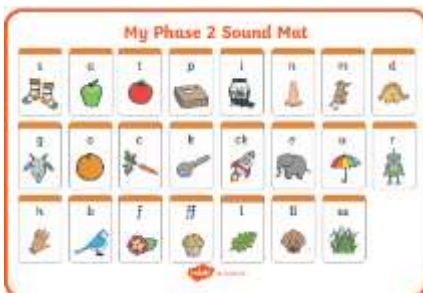 My Phase 2 Sound Mat
s a t p i n m d
g o c k ck e u r
h b f ff l ll ss